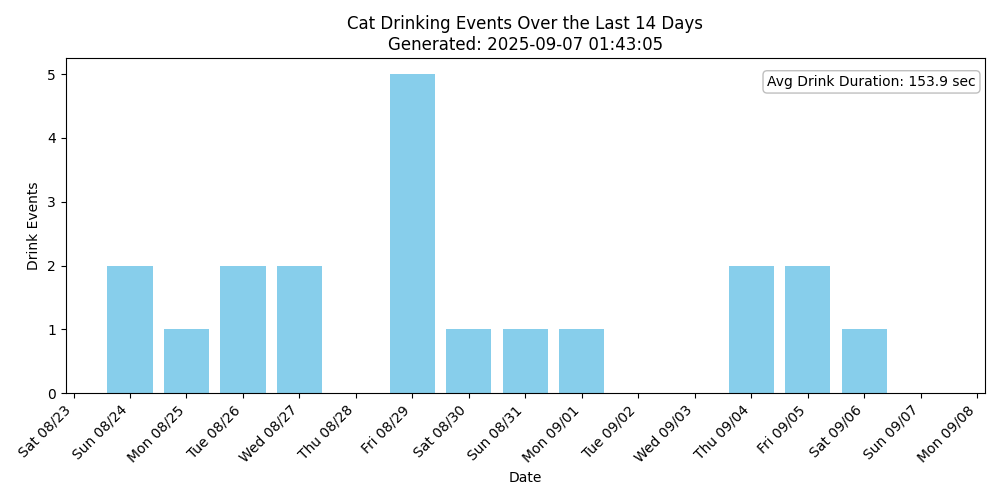 Cat Drinking Events Over the Last 14 Days
Generated: 2025-09-07 01:43:05
Avg Drink Duration: 153.9 sec
Drink Events
5
4
3
2
1
0
Sat 08/23
Sun 08/24
Mon 08/25
Tue 08/26
Wed 08/27
Thu 08/28
Fri 08/29
Sat 08/30
Sun 08/31
Mon 09/01
Tue 09/02
Wed 09/03
Thu 09/04
Fri 09/05
Sat 09/06
Sun 09/07
Mon 09/08
Date